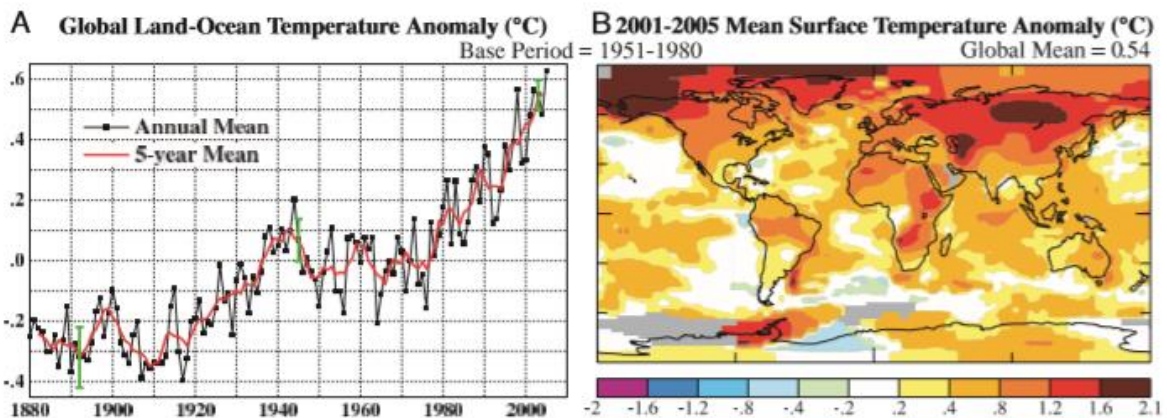 A Global Land-Ocean Temperature Anomaly (°C)
B 2001-2005 Mean Surface Temperature Anomaly (°C)
Base Period = 1951-1980
Global Mean = 0.54
.6
.4
.2
.0
-.2
-.4
Annual Mean
5-year Mean
1880 1900 1920 1940 1960 1980 2000
-2 -1.6 -1.2 -.8 -.4 -.2 .2 .4 .8 1.2 1.6 2.1